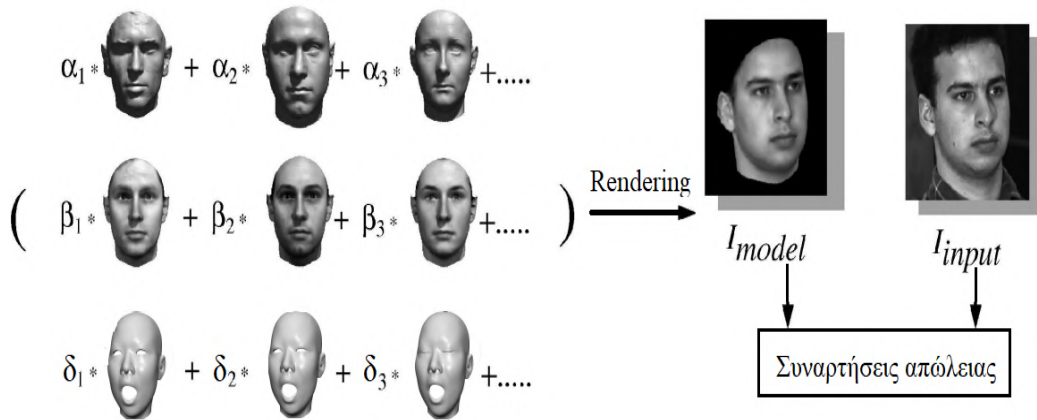 α1 * + α2 * + α3 * +.....
( β1 * + β2 * + β3 * +..... )
δ1 * + δ2 * + δ3 * +.....
Rendering
Imodel
Iinput
Συναρτήσεις απώλειας